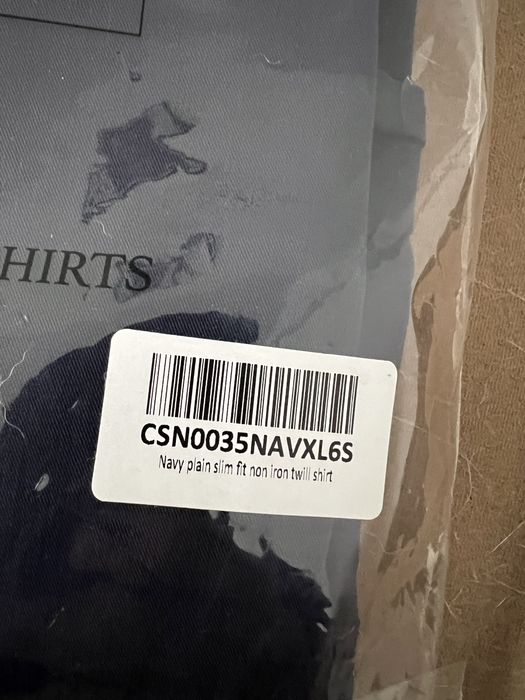 HIRTS
CSN0035NAVXL6S
Navy plain slim fit non iron twill shirt